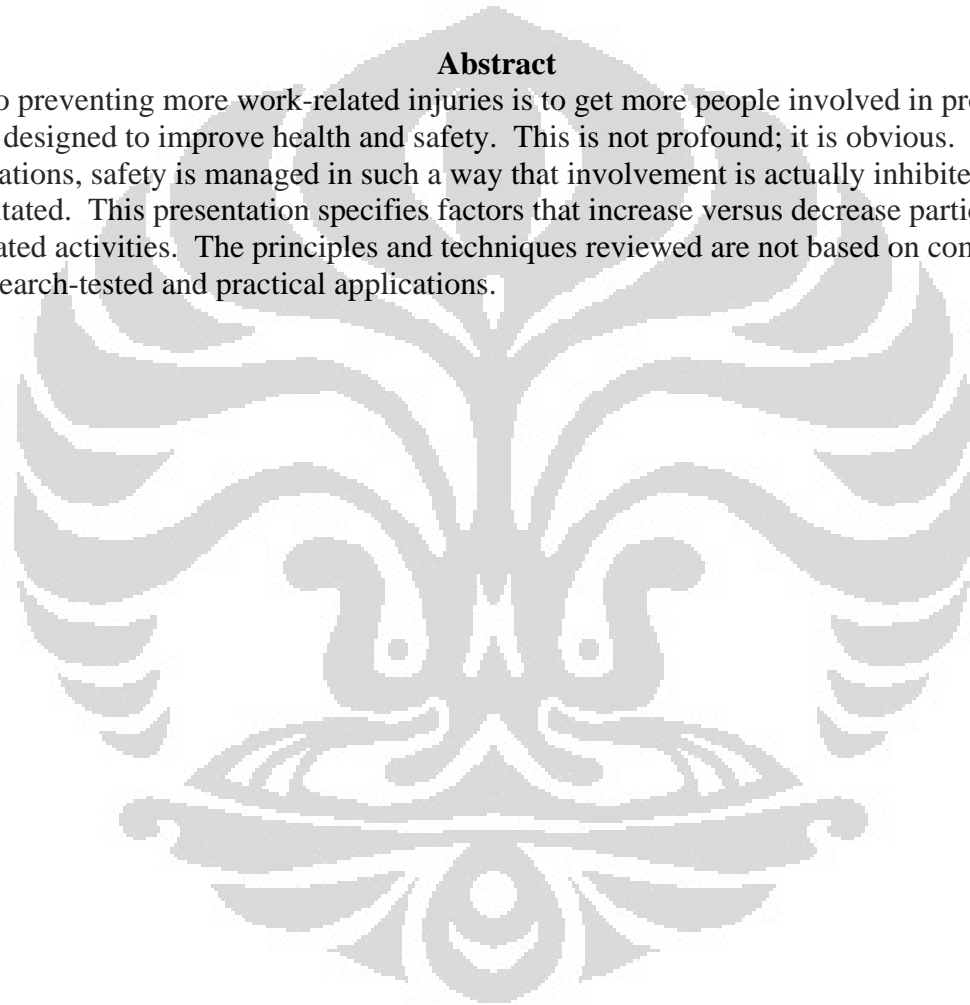 Abstract
o preventing more work-related injuries is to get more people involved in pr
designed to improve health and safety. This is not profound; it is obvious.
ations, safety is managed in such a way that involvement is actually inhibite
tated. This presentation specifies factors that increase versus decrease parti
ated activities. The principles and techniques reviewed are not based on con
earch-tested and practical applications.